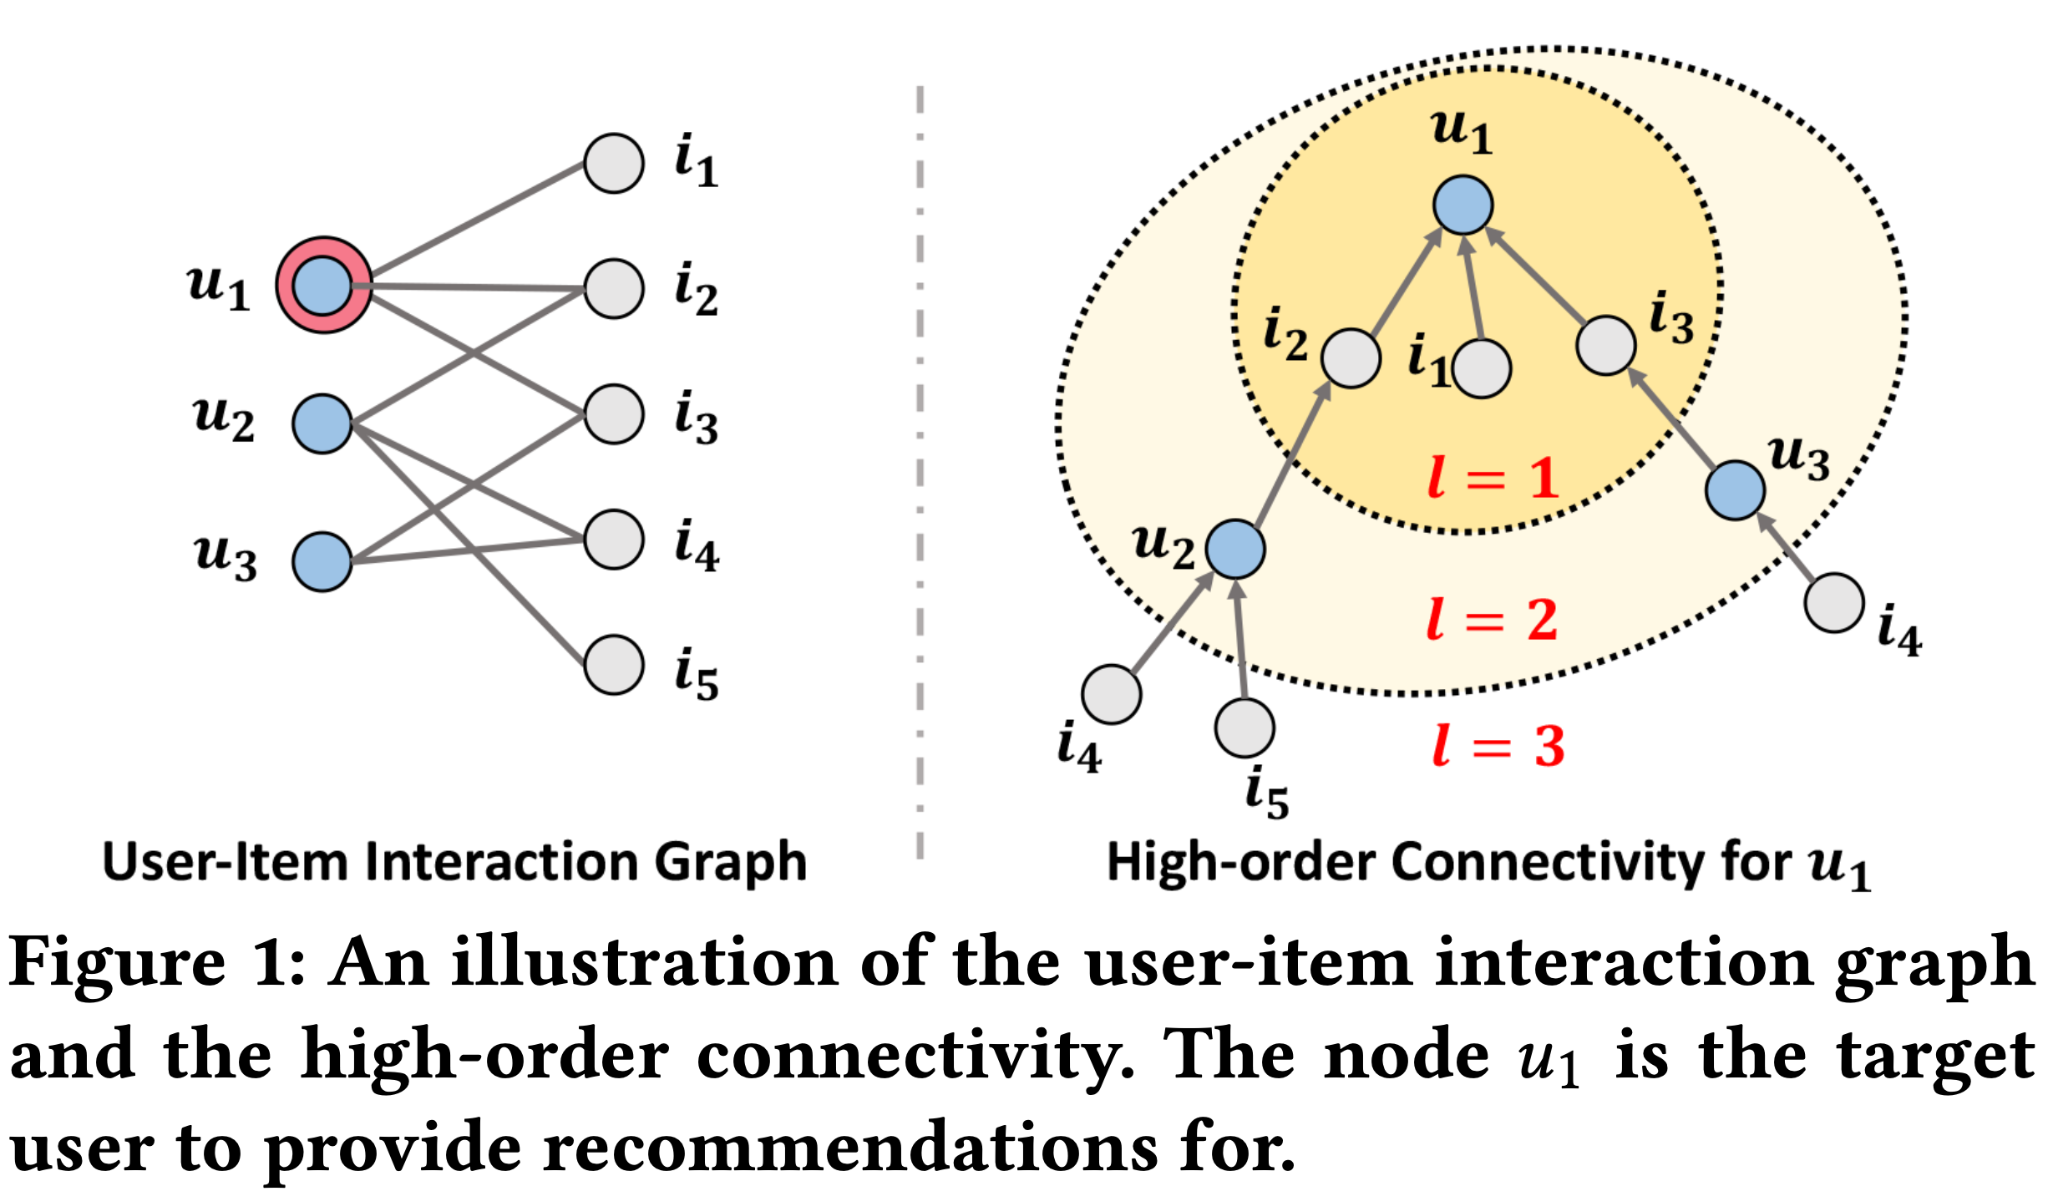 u1
u2
u3
i1
i2
i3
i4
i5
User-Item Interaction Graph
u1
i2
i1
i3
l = 1
u3
u2
l = 2
i4
i4
l = 3
i5
High-order Connectivity for u1
Figure 1: An illustration of the user-item interaction graph
and the high-order connectivity. The node u1 is the target
user to provide recommendations for.